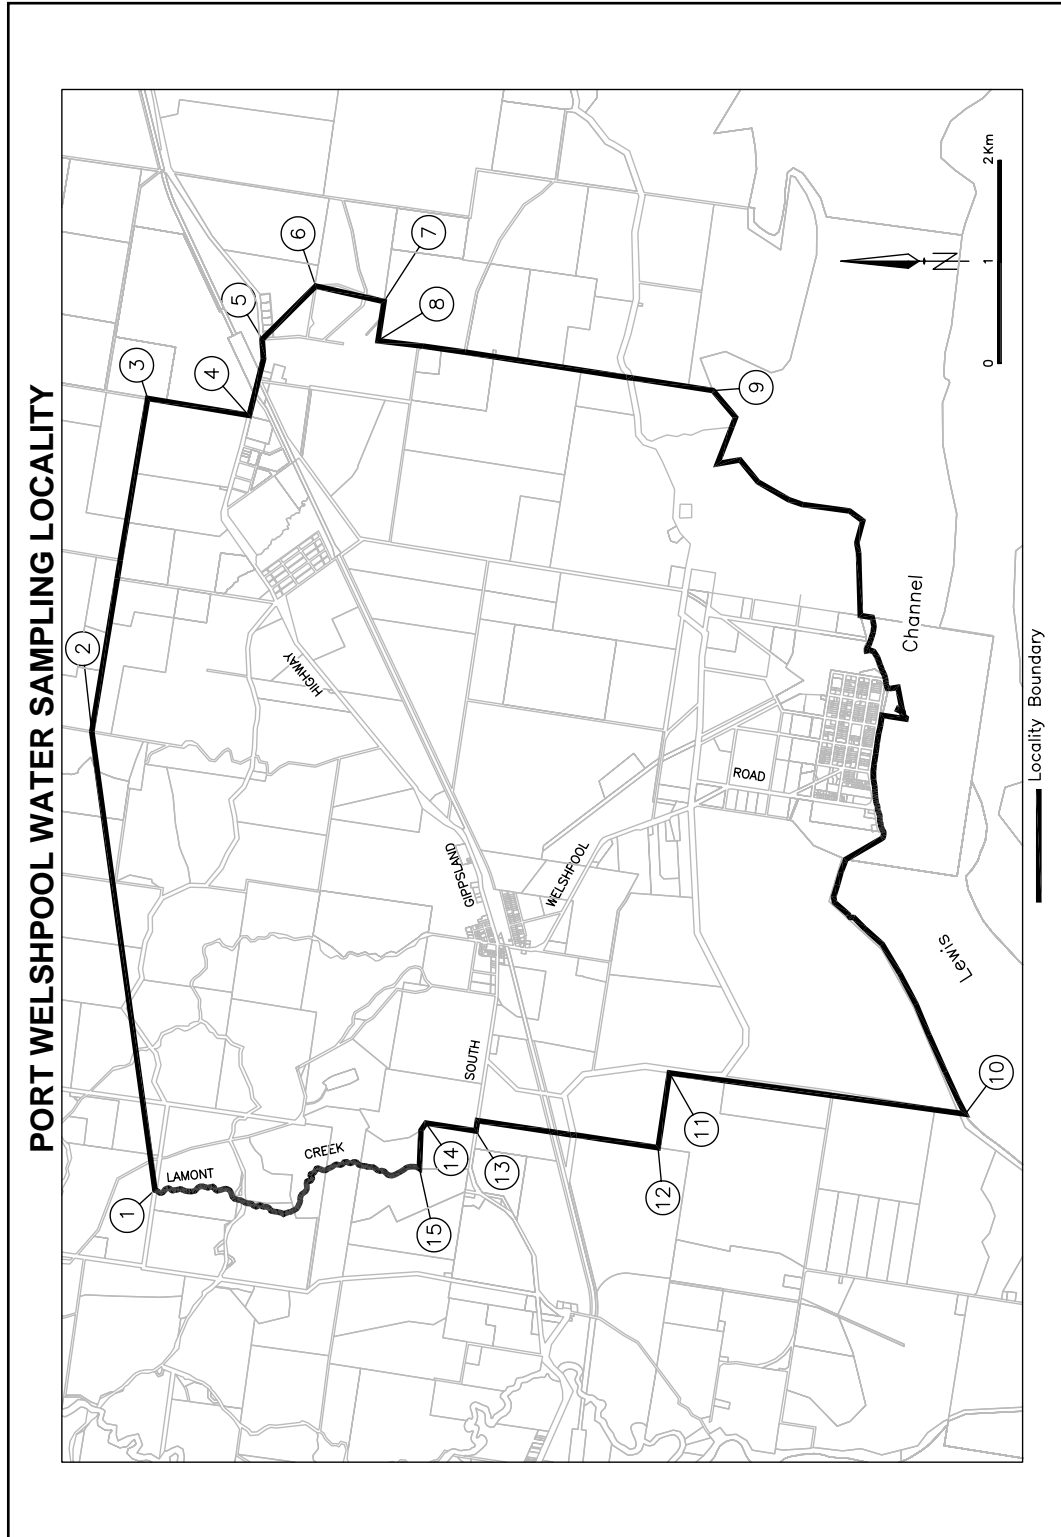 PORT WELSHPOOL WATER SAMPLING LOCALITY
1
2
3
4
5
6
7
8
9
10
11
12
13
14
15
LAMONT
CREEK
SOUTH
GIPPSLAND
HIGHWAY
WELSHPOOL
ROAD
Lewis
Channel
N
0
1
2Km
Locality Boundary